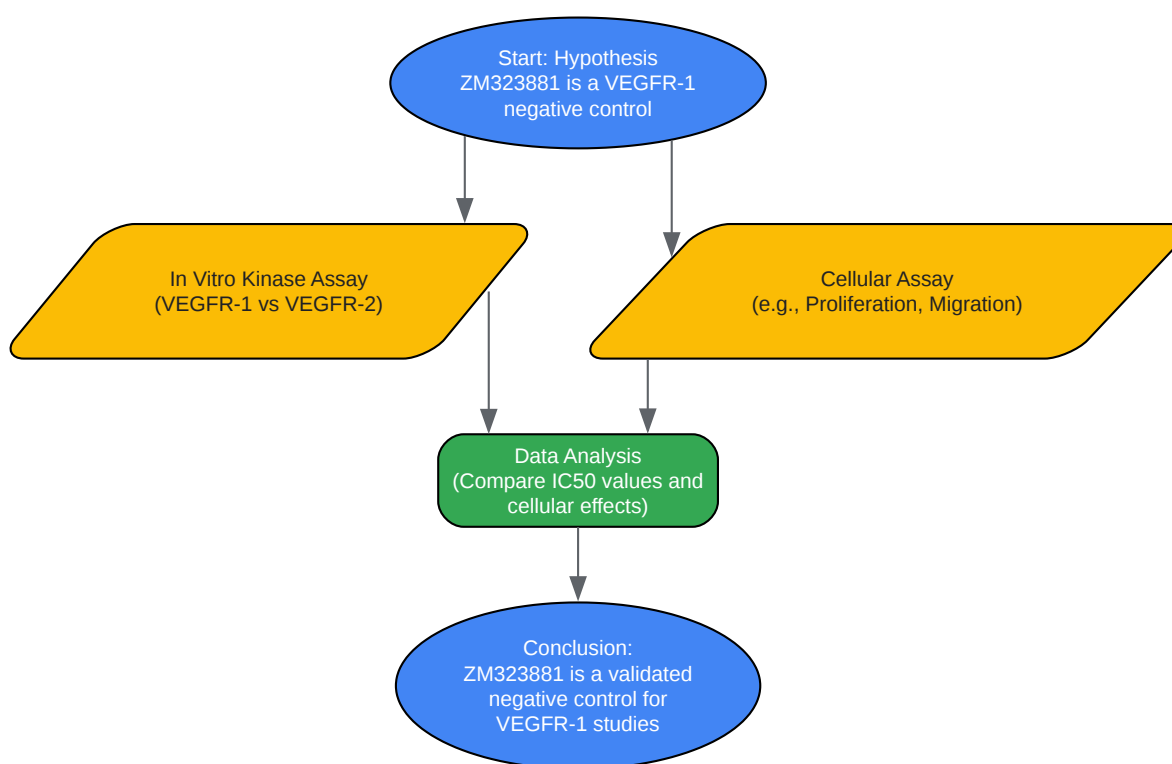 Start: Hypothesis
ZM323881 is a VEGFR-1
negative control
In Vitro Kinase Assay
(VEGFR-1 vs VEGFR-2)
Cellular Assay
(e.g., Proliferation, Migration)
Data Analysis
(Compare IC50 values and
cellular effects)
Conclusion:
ZM323881 is a validated
negative control for
VEGFR-1 studies